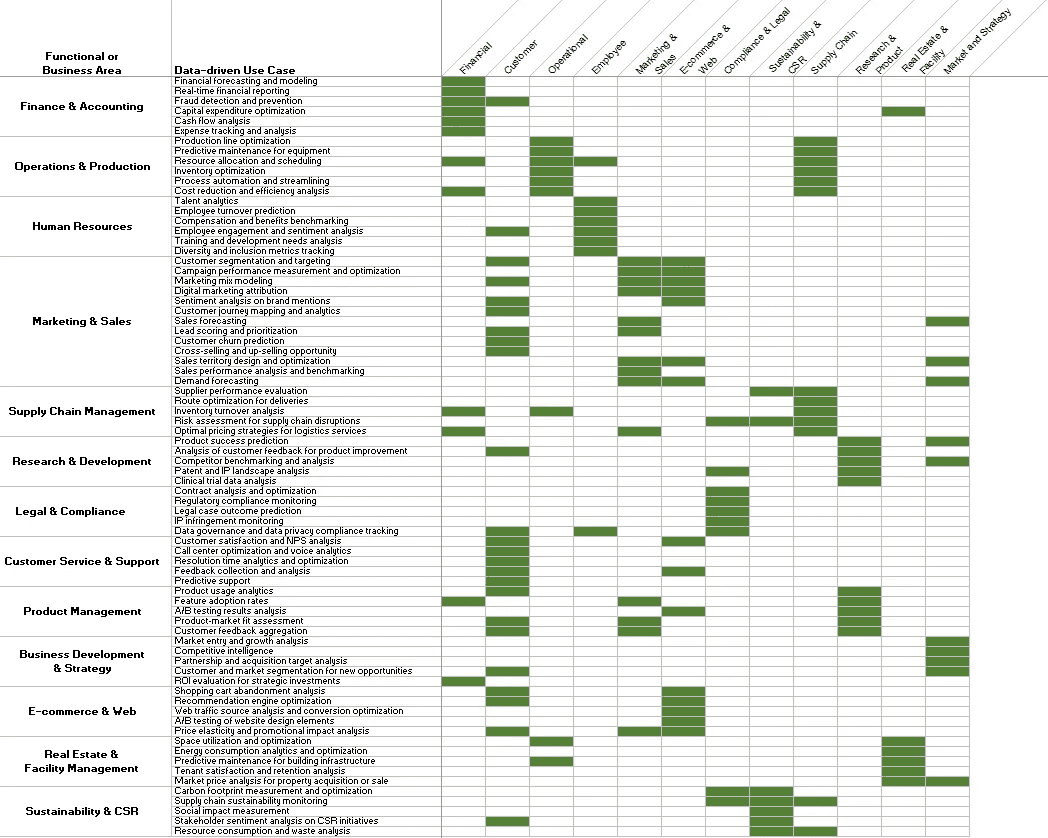 Functional or
Business Area
Data-driven Use Case
Financial
Customer
Operational
Employee
Marketing &
Sales
E-commerce &
Web
Compliance & Legal
Sustainability &
CSR
Supply Chain
Research &
Product
Real Estate &
Facility
Market and Strategy
Finance & Accounting
Financial forecasting and modeling
Real-time financial reporting
Fraud detection and prevention
Capital expenditure optimization
Cash flow analysis
Expense tracking and analysis
Operations & Production
Production line optimization
Predictive maintenance for equipment
Resource allocation and scheduling
Inventory optimization
Process automation and streamlining
Cost reduction and efficiency analysis
Human Resources
Talent analytics
Employee turnover prediction
Compensation and benefits benchmarking
Employee engagement and sentiment analysis
Training and development needs analysis
Diversity and inclusion metrics tracking
Marketing & Sales
Customer segmentation and targeting
Campaign performance measurement and optimization
Marketing mix modeling
Digital marketing attribution
Sentiment analysis on brand mentions
Customer journey mapping and analytics
Sales forecasting
Lead scoring and prioritization
Customer churn prediction
Cross-selling and up-selling opportunity
Sales territory design and optimization
Sales performance analysis and benchmarking
Demand forecasting
Supply Chain Management
Supplier performance evaluation
Route optimization for deliveries
Inventory turnover analysis
Risk assessment for supply chain disruptions
Optimal pricing strategies for logistics services
Research & Development
Product success prediction
Analysis of customer feedback for product improvement
Competitor benchmarking and analysis
Patent and IP landscape analysis
Clinical trial data analysis
Legal & Compliance
Contract analysis and optimization
Regulatory compliance monitoring
Legal case outcome prediction
IP infringement monitoring
Data governance and data privacy compliance tracking
Customer Service & Support
Customer satisfaction and NPS analysis
Call center optimization and voice analytics
Resolution time analytics and optimization
Feedback collection and analysis
Predictive support
Product Management
Product usage analytics
Feature adoption rates
A/B testing results analysis
Product-market fit assessment
Customer feedback aggregation
Business Development
& Strategy
Market entry and growth analysis
Competitive intelligence
Partnership and acquisition target analysis
Customer and market segmentation for new opportunities
ROI evaluation for strategic investments
E-commerce & Web
Shopping cart abandonment analysis
Recommendation engine optimization
Web traffic source analysis and conversion optimization
A/B testing of website design elements
Price elasticity and promotional impact analysis
Real Estate &
Facility Management
Space utilization and optimization
Energy consumption analytics and optimization
Predictive maintenance for building infrastructure
Tenant satisfaction and retention analysis
Market price analysis for property acquisition or sale
Sustainability & CSR
Carbon footprint measurement and optimization
Supply chain sustainability monitoring
Social impact measurement
Stakeholder sentiment analysis on CSR initiatives
Resource consumption and waste analysis